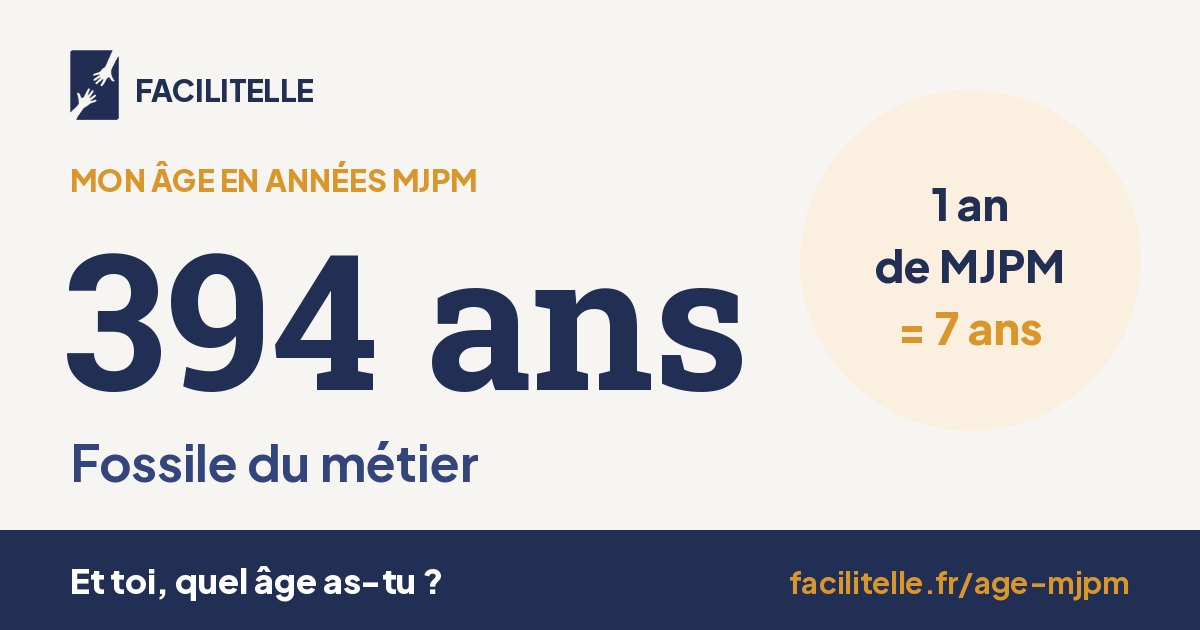 FACILITELLE
MON ÂGE EN ANNÉES MJPM
394 ans
Fossile du métier
1 an
de MJPM
= 7 ans
Et toi, quel âge as-tu ?
facilitelle.fr/age-mjpm